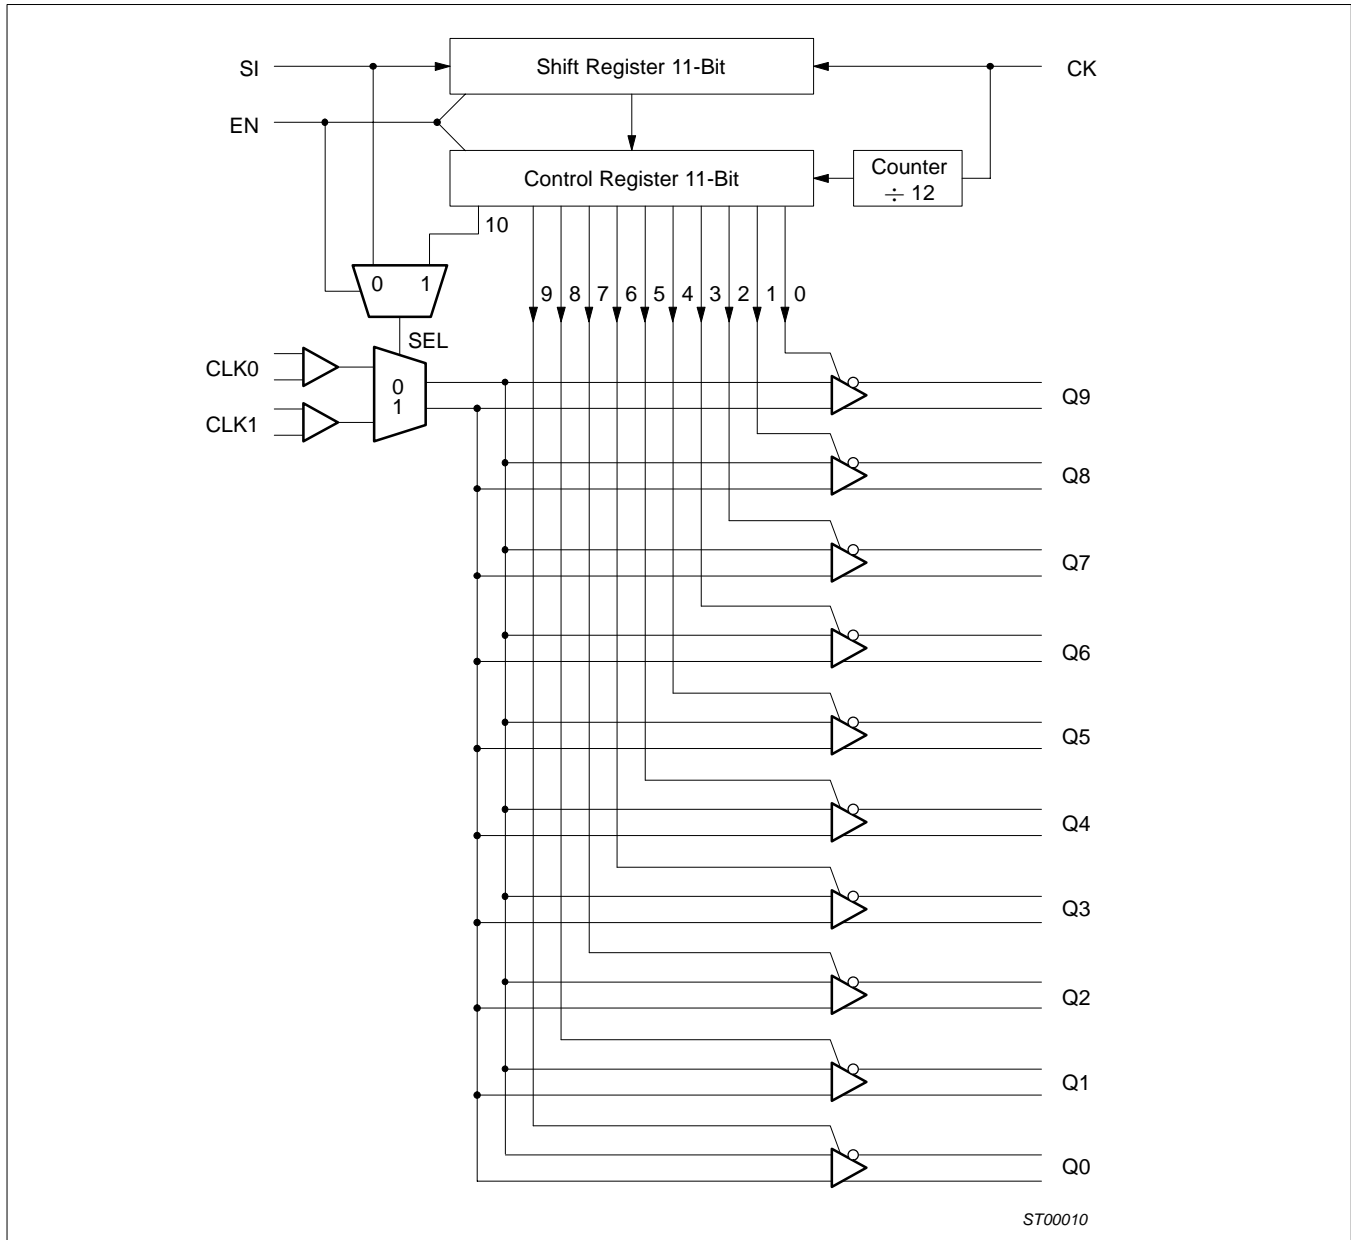 SI
Shift Register 11-Bit
CK
EN
Control Register 11-Bit
Counter
÷ 12
10
0
1
9
8
7
6
5
4
3
2
1
0
SEL
CLK0
0
1
CLK1
Q9
Q8
Q7
Q6
Q5
Q4
Q3
Q2
Q1
Q0
ST00010